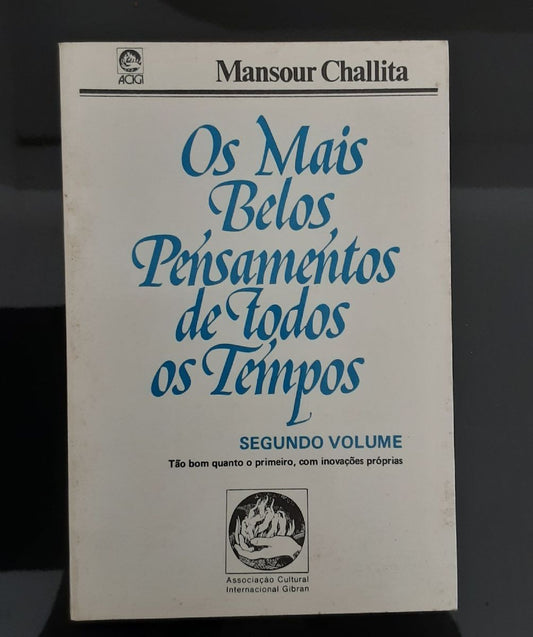 ACIGI
Mansour Challita
Os Mais
Belos
Pensamentos
de Todos
os Tempos
SEGUNDO VOLUME
Tão bom quanto o primeiro, com inovações próprias
Associação Cultural
Internacional Gibran